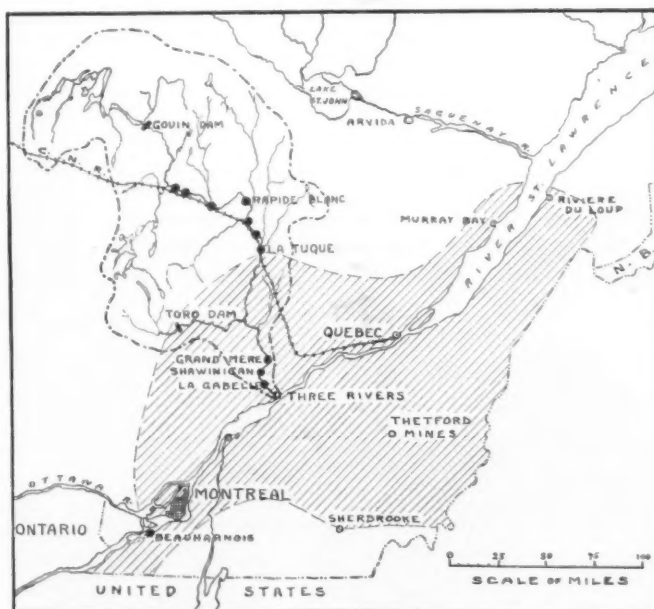 LAKE
ST. JOHN
SAGUENAY R.
ARVIDA
RIVER ST. LAWRENCE
GOUIN DAM
C. N. R.
RAPIDE BLANC
MURRAY BAY
RIVIERE
DU LOUP
N. B.
LA TUQUE
TORO DAM
QUEBEC
GRAND MERE
SHAWINIGAN
LA GABELLE
THREE RIVERS
THETFORD
MINES
OTTAWA R.
MONTREAL
ONTARIO
BEAUHARNOIS
SHERBROOKE
0 25 50 75 100
SCALE OF MILES
UNITED STATES